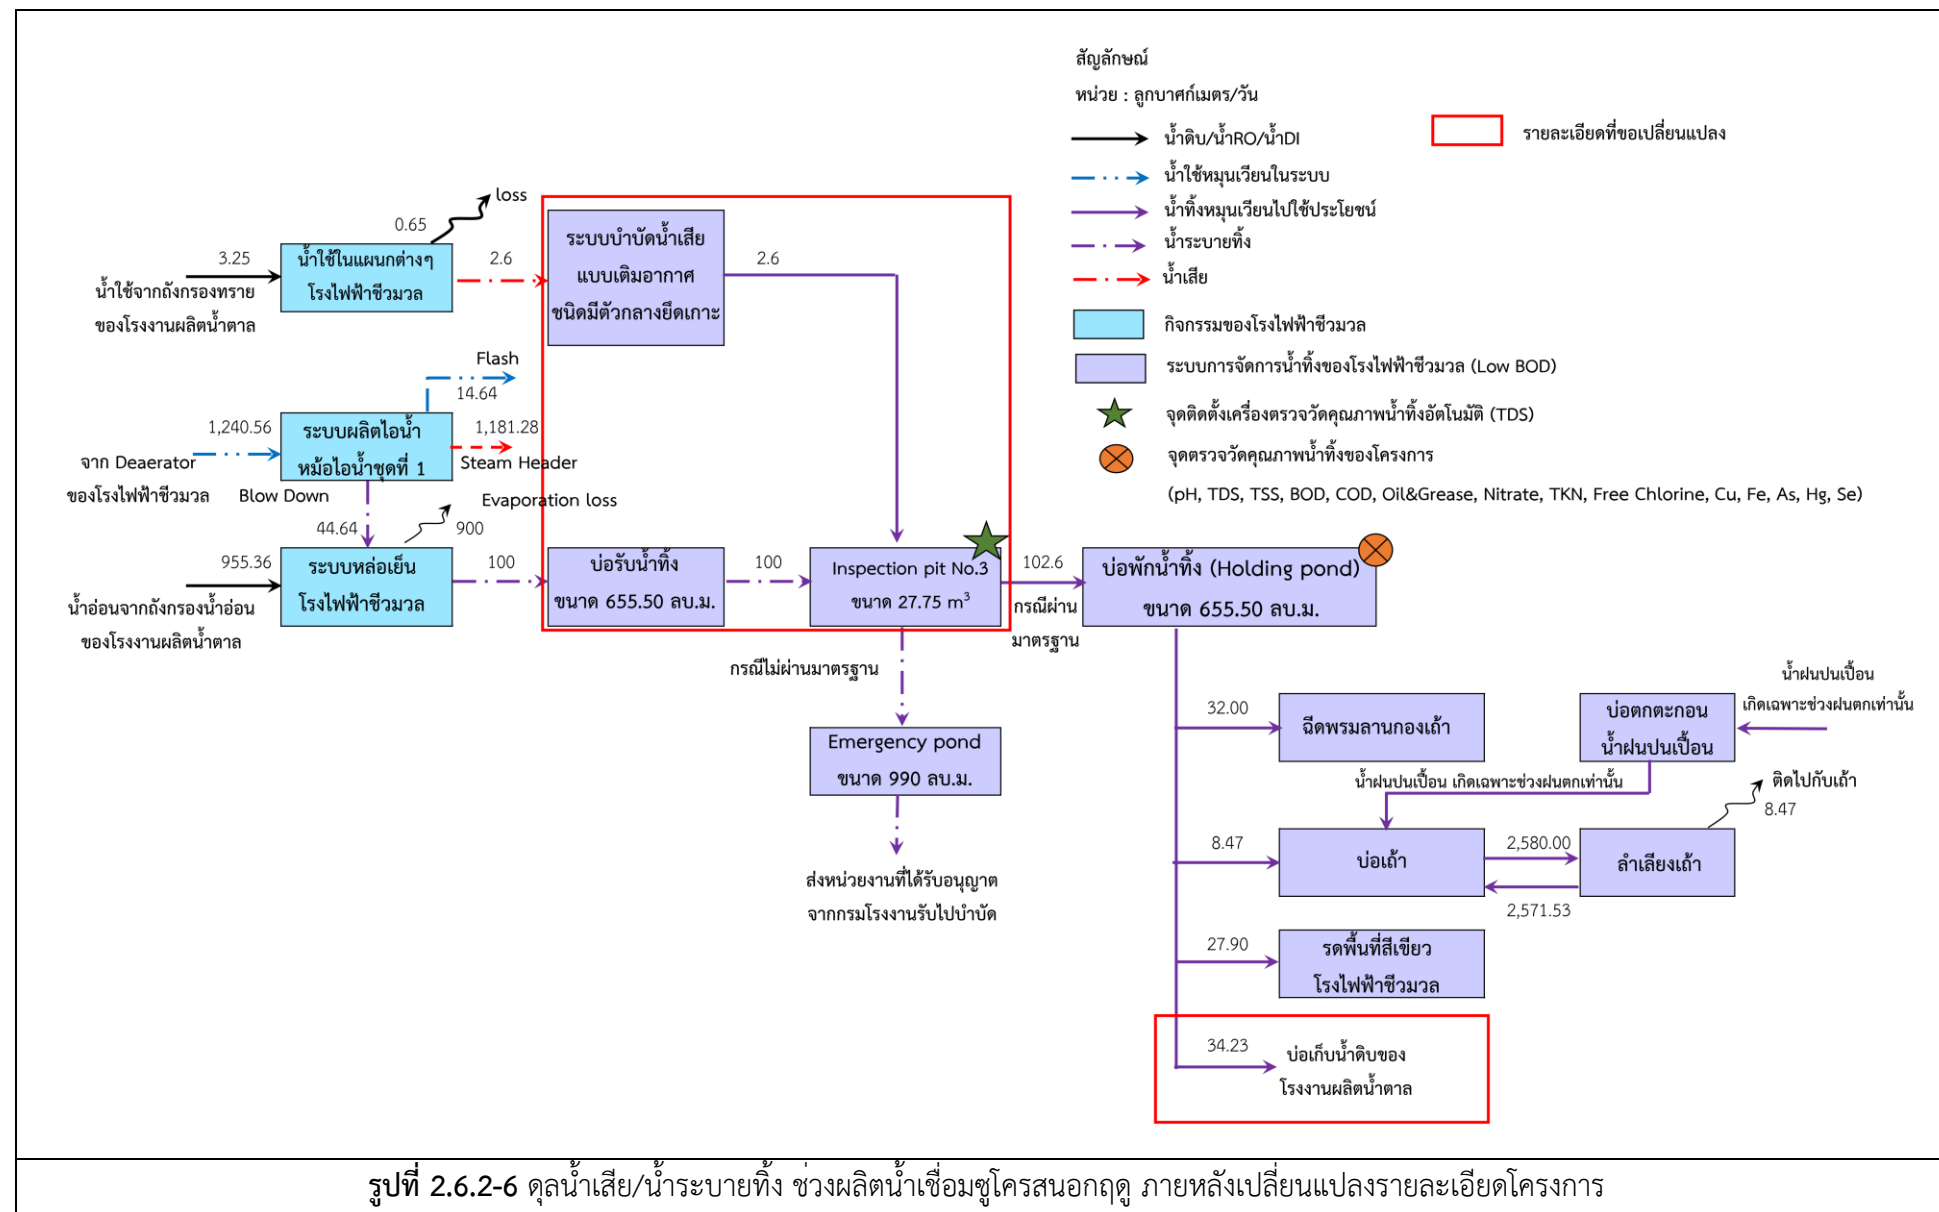 สัญลักษณ์
หน่วย : ลูกบาศก์เมตร/วัน
น้ำดิบ/น้ำRO/น้ำDI
รายละเอียดที่ขอเปลี่ยนแปลง
น้ำใช้หมุนเวียนในระบบ
น้ำทิ้งหมุนเวียนไปใช้ประโยชน์
น้ำระบายทิ้ง
น้ำเสีย
กิจกรรมของโรงไฟฟ้าชีวมวล
ระบบการจัดการน้ำทิ้งของโรงไฟฟ้าชีวมวล (Low BOD)
จุดติดตั้งเครื่องตรวจวัดคุณภาพน้ำทิ้งอัตโนมัติ (TDS)
จุดตรวจวัดคุณภาพน้ำทิ้งของโครงการ
(pH, TDS, TSS, BOD, COD, Oil&Grease, Nitrate, TKN, Free Chlorine, Cu, Fe, As, Hg, Se)
loss
0.65
3.25
น้ำใช้จากถังกรองทราย
ของโรงงานผลิตน้ำตาล
น้ำใช้ในแผนกต่างๆ
โรงไฟฟ้าชีวมวล
2.6
ระบบบำบัดน้ำเสีย
แบบเติมอากาศ
ชนิดมีตัวกลางยึดเกาะ
2.6
Flash
14.64
1,240.56
จาก Deaerator
ของโรงไฟฟ้าชีวมวล
ระบบผลิตไอน้ำ
หม้อไอน้ำชุดที่ 1
1,181.28
Steam Header
Blow Down
44.64
Evaporation loss
900
955.36
น้ำอ่อนจากถังกรองน้ำอ่อน
ของโรงงานผลิตน้ำตาล
ระบบหล่อเย็น
โรงไฟฟ้าชีวมวล
100
บ่อรับน้ำทิ้ง
ขนาด 655.50 ลบ.ม.
100
Inspection pit No.3
ขนาด 27.75 m³
102.6
กรณีผ่าน
มาตรฐาน
บ่อพักน้ำทิ้ง (Holding pond)
ขนาด 655.50 ลบ.ม.
กรณีไม่ผ่านมาตรฐาน
Emergency pond
ขนาด 990 ลบ.ม.
ส่งหน่วยงานที่ได้รับอนุญาต
จากกรมโรงงานรับไปบำบัด
32.00
ฉีดพรมลานกองเถ้า
บ่อตกตะกอน
น้ำฝนปนเปื้อน
น้ำฝนปนเปื้อน
เกิดเฉพาะช่วงฝนตกเท่านั้น
น้ำฝนปนเปื้อน เกิดเฉพาะช่วงฝนตกเท่านั้น
ติดไปกับเถ้า
8.47
8.47
บ่อเถ้า
2,580.00
2,571.53
ลำเลียงเถ้า
27.90
รดพื้นที่สีเขียว
โรงไฟฟ้าชีวมวล
34.23
บ่อเก็บน้ำดิบของ
โรงงานผลิตน้ำตาล
รูปที่ 2.6.2-6 ดุลน้ำเสีย/น้ำระบายทิ้ง ช่วงผลิตน้ำเชื่อมซูโครสนอกฤดู ภายหลังเปลี่ยนแปลงรายละเอียดโครงการ